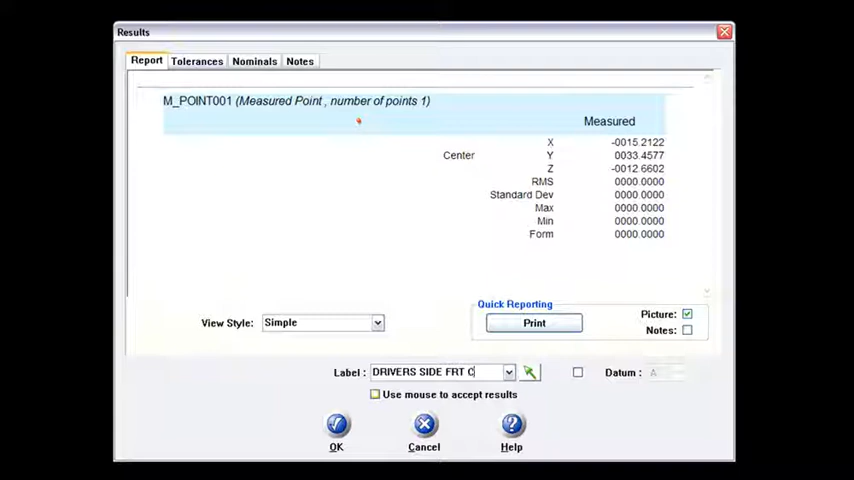 Results
Report Tolerances Nominals Notes
M_POINT001 (Measured Point , number of points 1)
Measured
X -0015.2122
Center Y 0033.4577
Z -0012.6602
RMS 0000.0000
Standard Dev 0000.0000
Max 0000.0000
Min 0000.0000
Form 0000.0000
Quick Reporting
View Style: Simple Print Picture:
Notes:
Label : DRIVERS SIDE FRT C Datum : A
Use mouse to accept results
OK Cancel Help